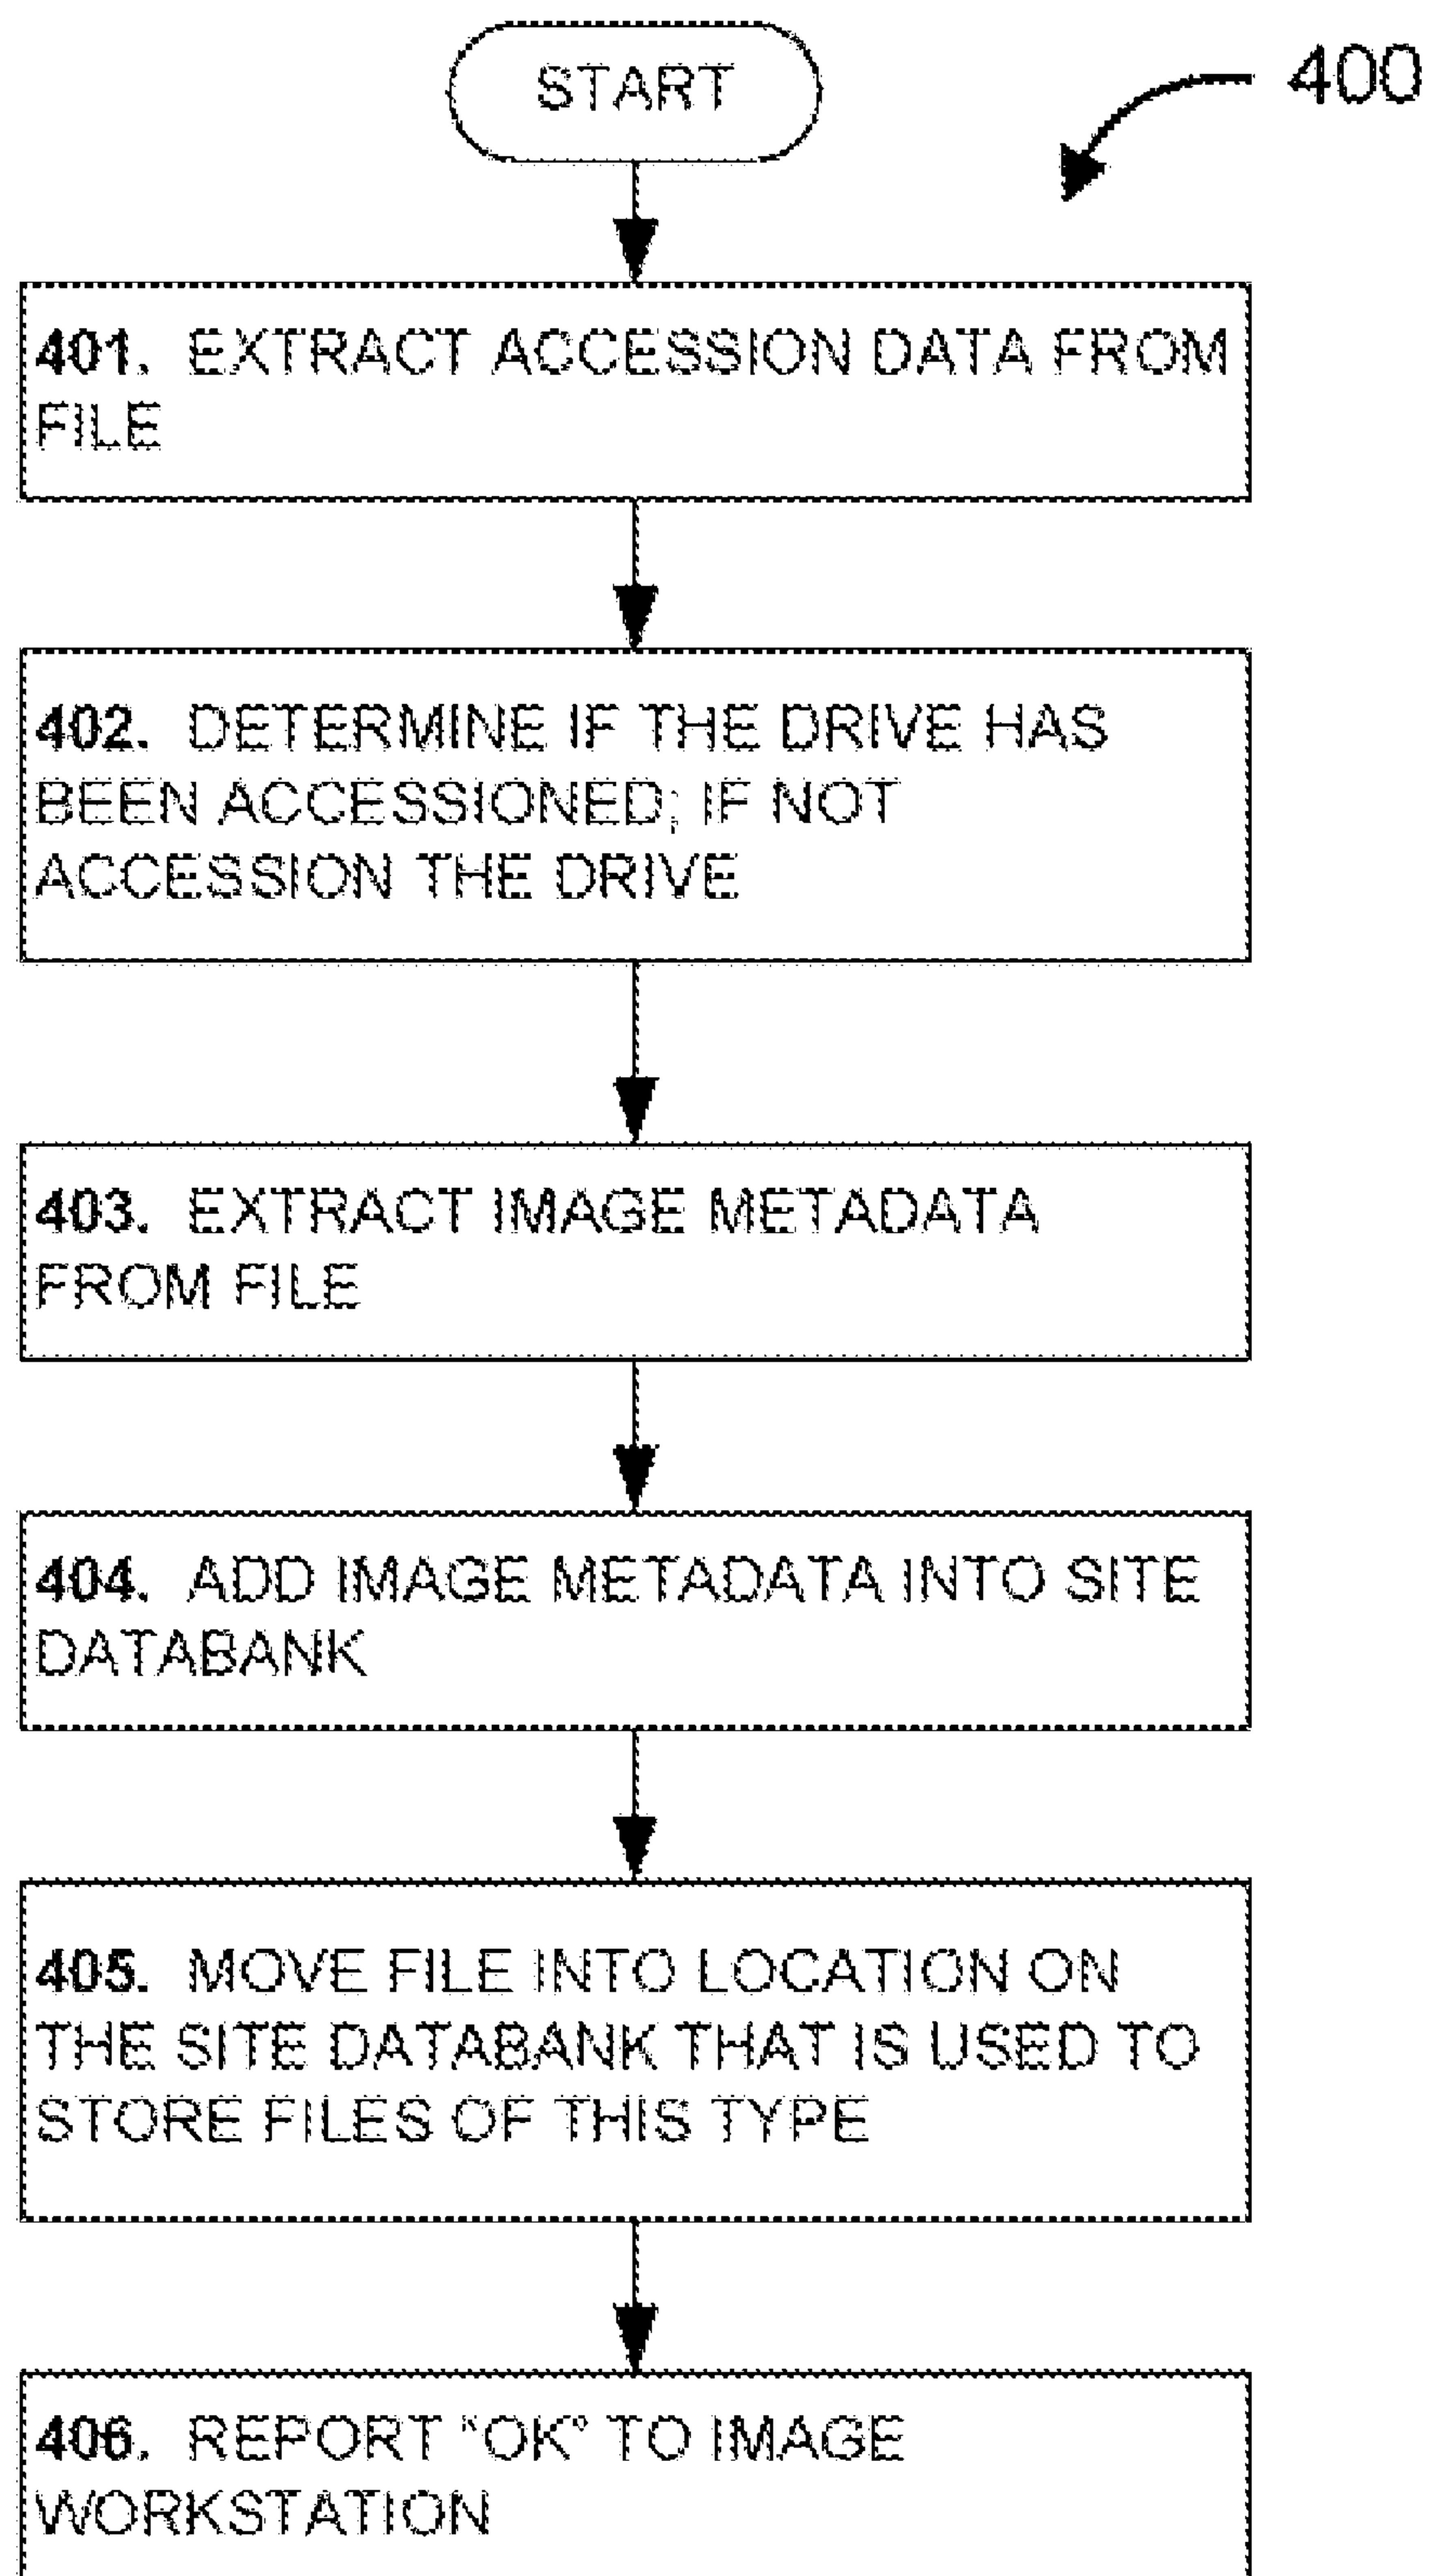 START
400
401. EXTRACT ACCESSION DATA FROM
FILE
402. DETERMINE IF THE DRIVE HAS
BEEN ACCESSIONED; IF NOT
ACCESSION THE DRIVE
403. EXTRACT IMAGE METADATA
FROM FILE
404. ADD IMAGE METADATA INTO SITE
DATABANK
405. MOVE FILE INTO LOCATION ON
THE SITE DATABANK THAT IS USED TO
STORE FILES OF THIS TYPE
406. REPORT "OK" TO IMAGE
WORKSTATION